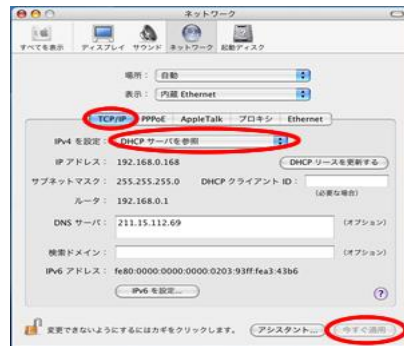 ネットワーク
すべてを表示 ディスプレイ サウンド ネットワーク 起動ディスク
場所： 自動
表示： 内蔵 Ethernet
TCP/IP PPPoE AppleTalk プロキシ Ethernet
IPv4 を設定： DHCP サーバを参照
IP アドレス： 192.168.0.168 DHCP リースを更新する
サブネットマスク： 255.255.255.0 DHCP クライアント ID：
(必要な場合)
ルータ： 192.168.0.1
DNS サーバ： 211.15.112.69 (オプション)
検索ドメイン： (オプション)
IPv6 アドレス： fe80:0000:0000:0000:0203:93ff:fea3:43b6
IPv6 を設定... ?
変更できないようにするにはカギをクリックします。 アシスタント... 今すぐ適用